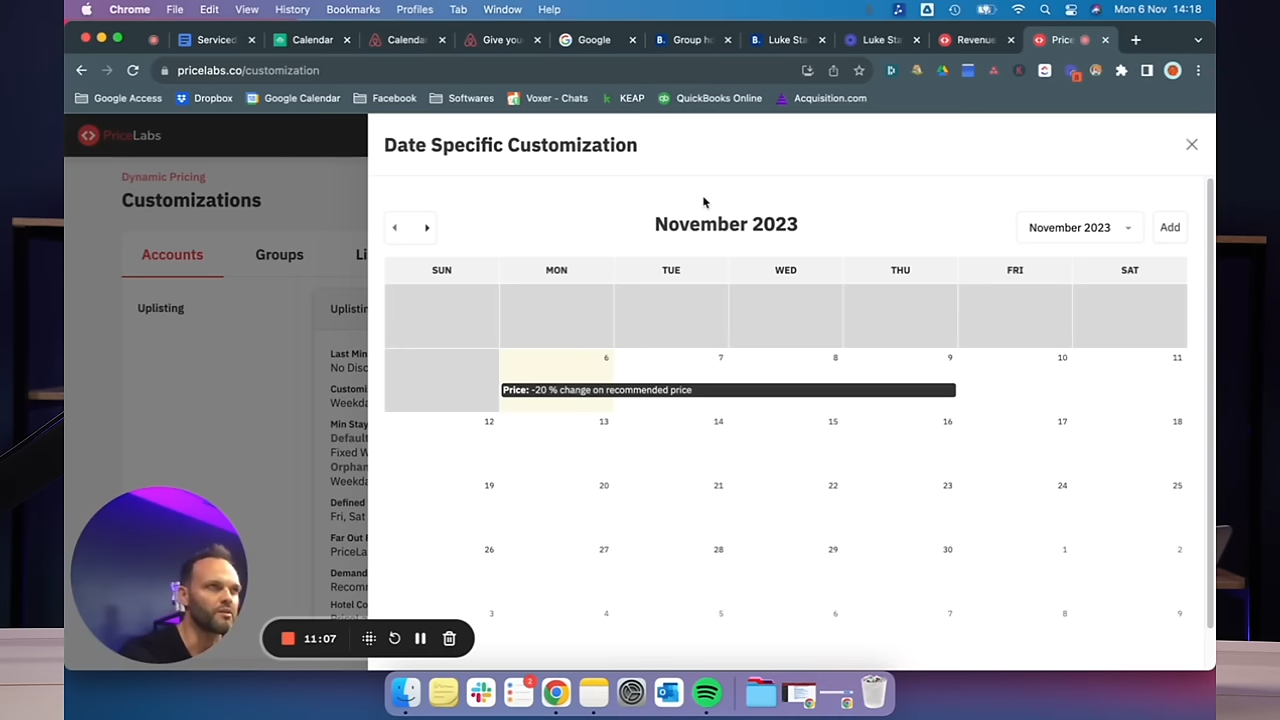 Chrome File Edit View History Bookmarks Profiles Tab Window Help Mon 6 Nov 14:18
Serviced Calendar Calenda Give you Google Group h Luke Sta Luke Sta Revenue Price
pricelabs.co/customization
Google Access Dropbox Google Calendar Facebook Softwares Voxer - Chats KEAP QuickBooks Online Acquisition.com
PriceLabs
Date Specific Customization
Dynamic Pricing
Customizations
November 2023
November 2023 Add
Accounts Groups Li
SUN MON TUE WED THU FRI SAT
Uplisting
Uplistin
Last Min
No Disc
Customi
Weekda
Min Stay
Default
Fixed W
Orphan
Weekda
Defined
Fri, Sat
Far Out
PriceLa
Demand
Recom
Hotel Co
6 7 8 9 10 11
Price: -20 % change on recommended price
12 13 14 15 16 17 18
19 20 21 22 23 24 25
26 27 28 29 30 1 2
3 4 5 6 7 8 9
11:07
2